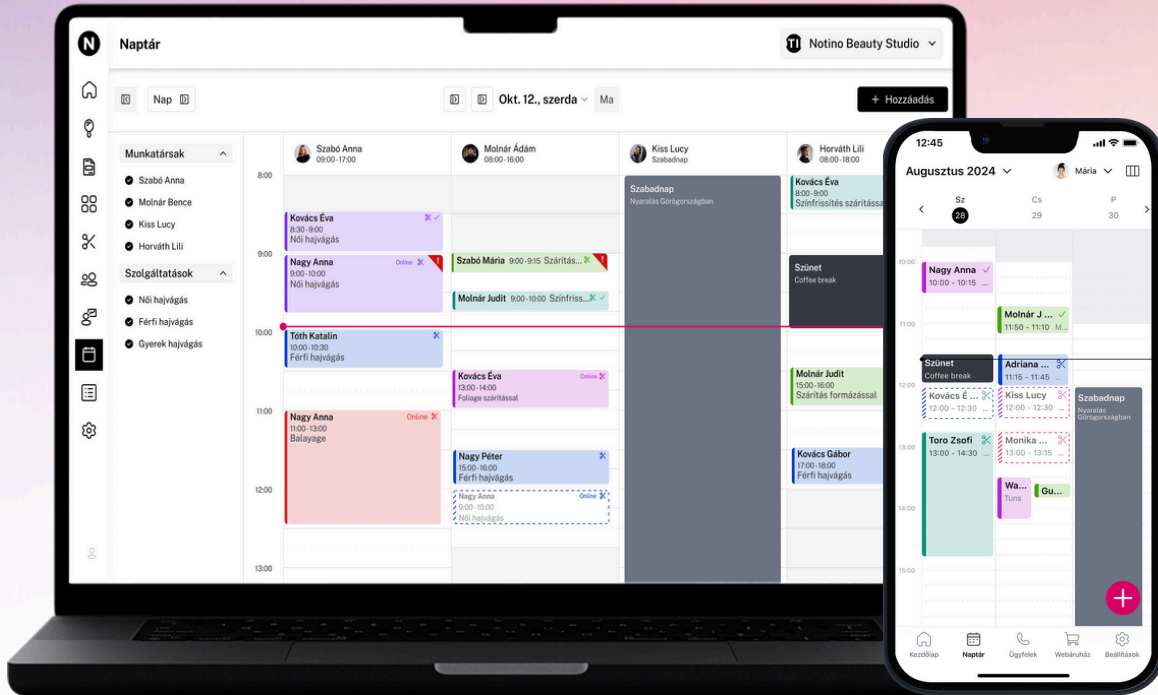 N
Naptár
TI
Notino Beauty Studio
Nap
Okt. 12., szerda
Ma
+ Hozzáadás
Munkatársak
Szabó Anna
Molnár Bence
Kiss Lucy
Horváth Lili
Szolgáltatások
Női hajvágás
Férfi hajvágás
Gyerek hajvágás
8:00
9:00
10:00
11:00
12:00
13:00
Szabó Anna
09:00-17:00
Kovács Éva
8:30-9:00
Női hajvágás
Nagy Anna
Online
9:00-10:00
Női hajvágás
Tóth Katalin
10:00-10:30
Férfi hajvágás
Nagy Anna
Online
11:00-13:00
Balayage
Molnár Ádám
08:00-16:00
Szabó Mária 9:00-9:15 Szárítás...
Molnár Judit 9:00-10:00 Színfriss...
Kovács Éva
Online
13:00-14:00
Foliage szárítással
Nagy Péter
15:00-16:00
Férfi hajvágás
Nagy Anna
Online
9:00-10:00
Női hajvágás
Kiss Lucy
Szabadnap
Szabadnap
Nyaralás Görögországban
Horváth Lili
08:00-18:00
Kovács Éva
8:00-9:00
Színfrissítés szárítássa
Szünet
Coffee break
Molnár Judit
15:00-16:00
Szárítás formázással
Kovács Gábor
17:00-18:00
Férfi hajvágás
12:45
Augusztus 2024
Mária
Sz
28
Cs
29
P
30
10:00
11:00
12:00
13:00
14:00
15:00
Nagy Anna
10:00 - 10:15 ...
Szünet
Coffee break
Kovács É ...
12:00 - 12:30 ...
Toro Zsofi
13:00 - 14:30 ...
Molnár J ...
11:50 - 11:10 M...
Adriana ...
11:15 - 11:45 ...
Kiss Lucy
12:00 - 12:30 ...
Monika ...
13:00 - 13:15 ...
Wa...
Tuns
Gu...
Szabadnap
Nyaralás
Görögországban
Kezdőlap
Naptár
Ügyfelek
Webáruház
Beállítások